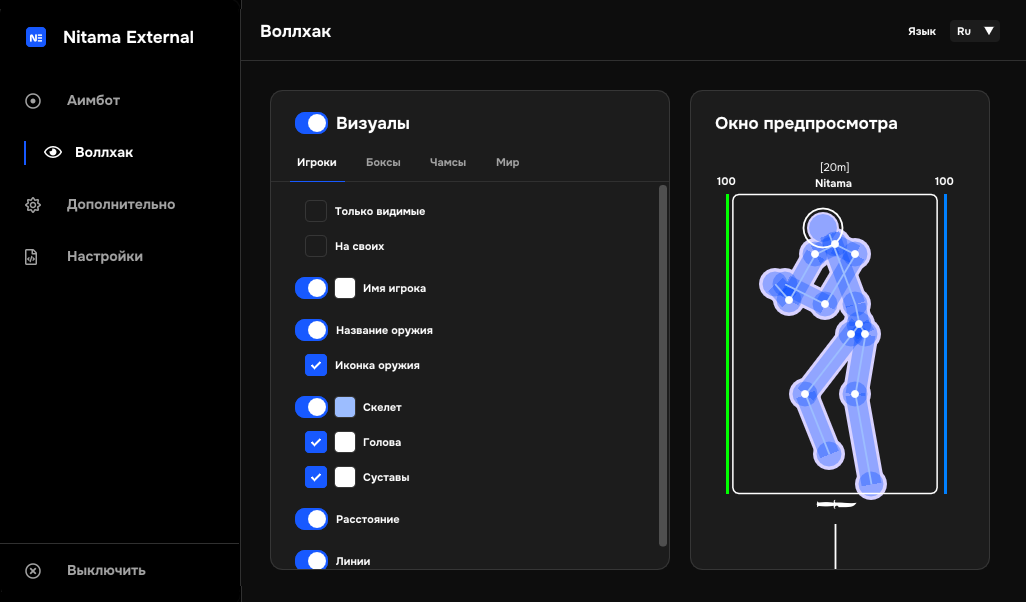 NE
Nitama External
Аимбот
Воллхак
Дополнительно
Настройки
Выключить
Воллхак
Язык
Ru
Визуалы
Игроки
Боксы
Чамсы
Мир
Только видимые
На своих
Имя игрока
Название оружия
Иконка оружия
Скелет
Голова
Суставы
Расстояние
Линии
Окно предпросмотра
[20m]
100
Nitama
100